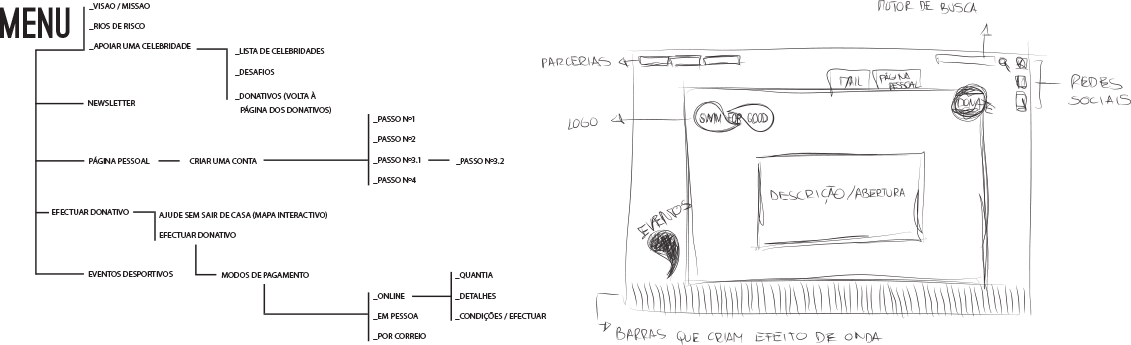 MENU
_VISAO / MISSAO
_RIOS DE RISCO
_APOIAR UMA CELEBRIDADE
_LISTA DE CELEBRIDADES
_DESAFIOS
_DONATIVOS (VOLTA À
PÁGINA DOS DONATIVOS)
NEWSLETTER
PÁGINA PESSOAL
CRIAR UMA CONTA
_PASSO Nº1
_PASSO Nº2
_PASSO Nº3.1
_PASSO Nº3.2
_PASSO Nº4
EFECTUAR DONATIVO
AJUDE SEM SAIR DE CASA (MAPA INTERACTIVO)
EFECTUAR DONATIVO
EVENTOS DESPORTIVOS
MODOS DE PAGAMENTO
_ONLINE
_EM PESSOA
_POR CORREIO
_QUANTIA
_DETALHES
_CONDIÇÕES / EFECTUAR
MOTOR DE BUSCA
PARCERIAS
MAIL
PÁGINA
PESSOAL
REDES
SOCIAIS
DONATE
LOGO
SWIM FOR GOOD
DESCRIÇÃO/ABERTURA
EVENTOS
BARRAS QUE CRIAM EFEITO DE ONDA